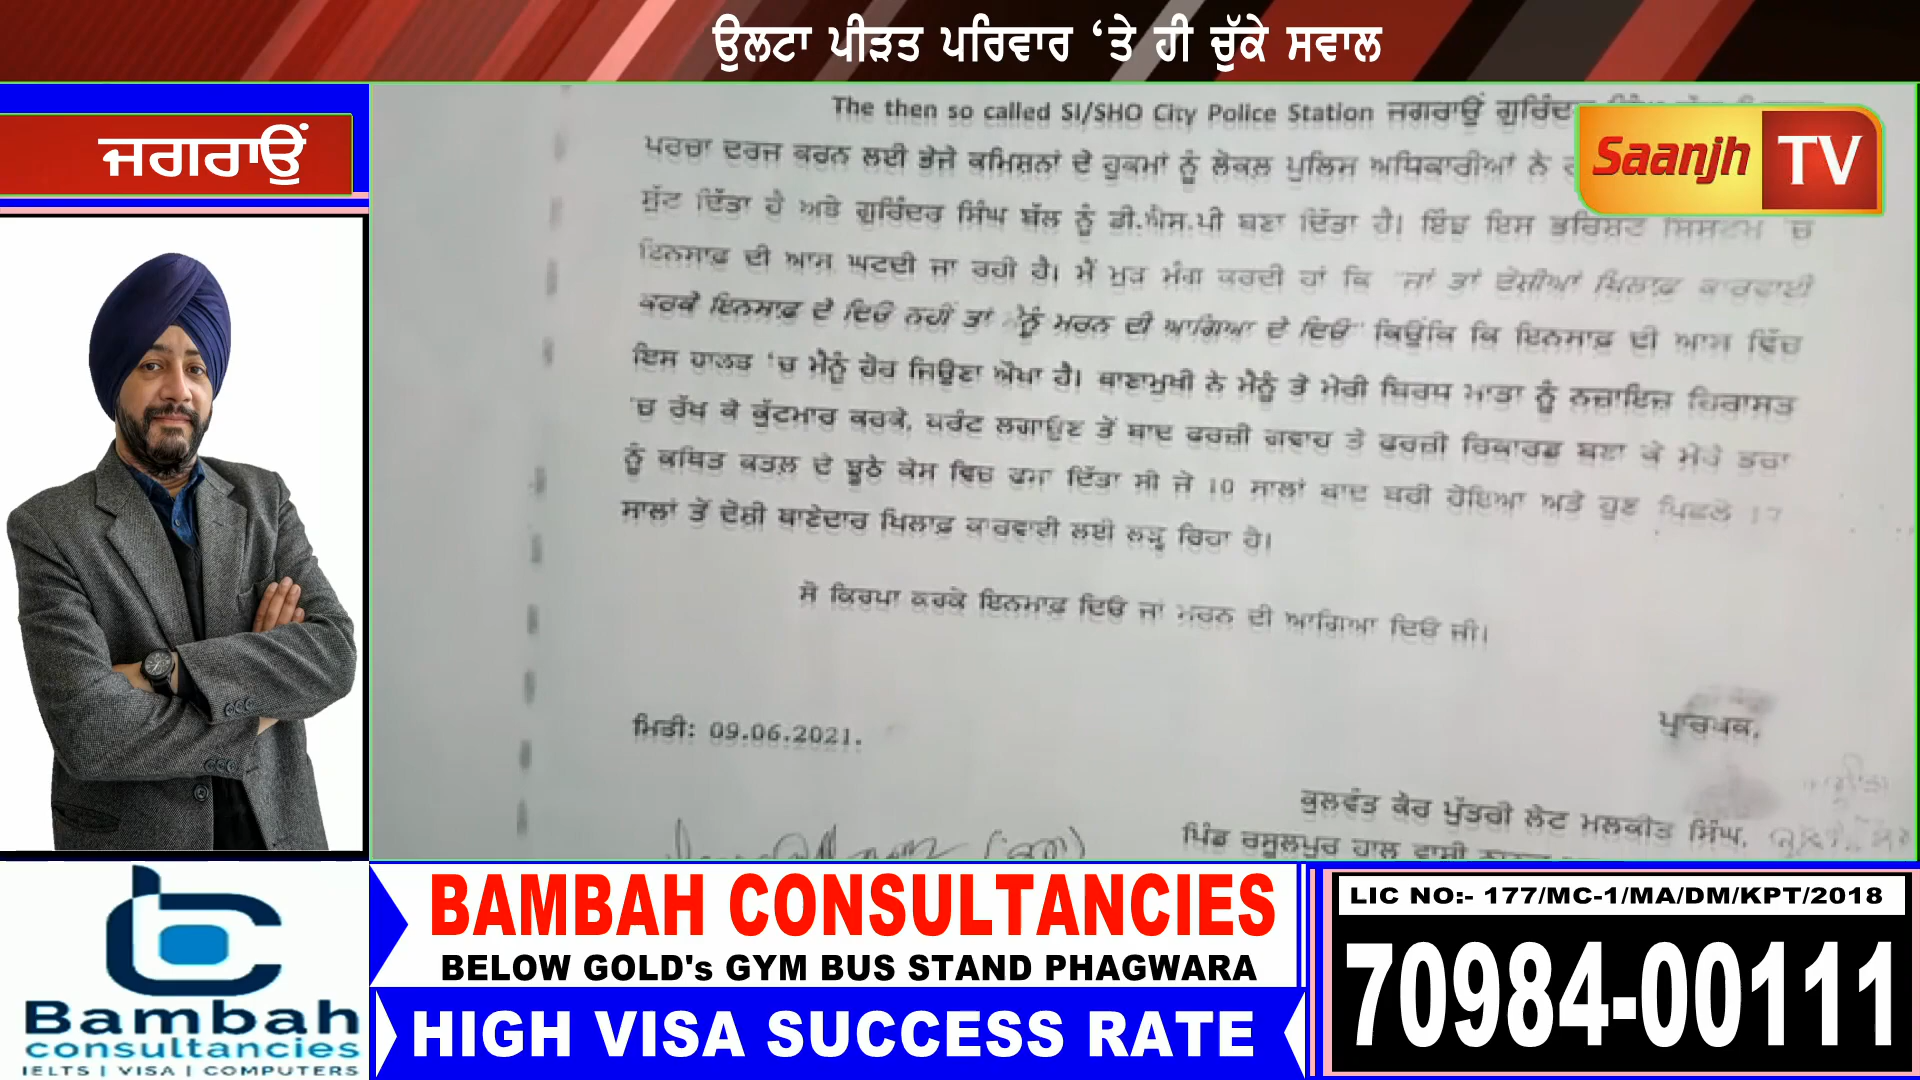 ਉਲਟਾ ਪੀੜਤ ਪਰਿਵਾਰ ‘ਤੇ ਹੀ ਚੁੱਕੇ ਸਵਾਲ
ਜਗਰਾਉਂ
Saanjh TV
The then so called SI/SHO City Police Station ਜਗਰਾਉਂ ਗੁਰਿੰਦਰ
ਪਰਚਾ ਦਰਜ ਕਰਨ ਲਈ ਭੇਜੇ ਕਮਿਸ਼ਨਾਂ ਦੇ ਹੁਕਮਾਂ ਨੂੰ ਲੋਕਲ ਪੁਲਿਸ ਅਧਿਕਾਰੀਆਂ ਨੇ
ਸੁੱਟ ਦਿੱਤਾ ਹੈ ਅਤੇ ਗੁਰਿੰਦਰ ਸਿੰਘ ਬੱਲ ਨੂੰ ਡੀ.ਐਸ.ਪੀ ਬਣਾ ਦਿੱਤਾ ਹੈ। ਇੰਝ ਇਸ ਭਰਿਸ਼ਟ ਸਿਸਟਮ 'ਚ
ਇਨਸਾਫ਼ ਦੀ ਆਸ ਘਟਦੀ ਜਾ ਰਹੀ ਹੈ। ਮੈਂ ਮੁੜ ਮੰਗ ਕਰਦੀ ਹਾਂ ਕਿ "ਜਾਂ ਤਾਂ ਦੋਸ਼ੀਆਂ ਖਿਲਾਫ਼ ਕਾਰਵਾਈ
ਕਰਕੇ ਇਨਸਾਫ਼ ਦੇ ਦਿਓ ਨਹੀਂ ਤਾਂ ਮੈਨੂੰ ਮਰਨ ਦੀ ਆਗਿਆ ਦੇ ਦਿਓ" ਕਿਉਂਕਿ ਕਿ ਇਨਸਾਫ਼ ਦੀ ਆਸ ਵਿੱਚ
ਇਸ ਹਾਲਤ 'ਚ ਮੈਨੂੰ ਹੋਰ ਜਿਉਣਾ ਔਖਾ ਹੈ। ਥਾਣਾਮੁਖੀ ਨੇ ਮੈਨੂੰ ਤੇ ਮੇਰੀ ਬਿਰਧ ਮਾਤਾ ਨੂੰ ਨਜ਼ਾਇਜ਼ ਹਿਰਾਸਤ
'ਚ ਰੱਖ ਕੇ ਕੁੱਟਮਾਰ ਕਰਕੇ, ਕਰੰਟ ਲਗਾਉਣ ਤੋਂ ਬਾਦ ਫਰਜ਼ੀ ਗਵਾਹ ਤੇ ਫਰਜ਼ੀ ਰਿਕਾਰਡ ਬਣਾ ਕੇ ਮੇਰੇ ਭਰਾ
ਨੂੰ ਕਥਿਤ ਕਤਲ ਦੇ ਝੂਠੇ ਕੇਸ ਵਿਚ ਫਸਾ ਦਿੱਤਾ ਸੀ ਜੋ 10 ਸਾਲਾਂ ਬਾਦ ਬਰੀ ਹੋਇਆ ਅਤੇ ਹੁਣ ਪਿਛਲੇ 17
ਸਾਲਾਂ ਤੋਂ ਦੋਸ਼ੀ ਥਾਣੇਦਾਰ ਖਿਲਾਫ਼ ਕਾਰਵਾਈ ਲਈ ਲੜ੍ਹ ਰਿਹਾ ਹੈ।
ਸੋ ਕਿਰਪਾ ਕਰਕੇ ਇਨਸਾਫ਼ ਦਿਓ ਜਾਂ ਮਰਨ ਦੀ ਆਗਿਆ ਦਿਓ ਜੀ।
ਪ੍ਰਾਰਥਕ,
ਮਿਤੀ: 09.06.2021.
ਕੁਲਵੰਤ ਕੌਰ ਪੁੱਤਰੀ ਲੇਟ ਮਲਕੀਤ ਸਿੰਘ,
ਪਿੰਡ ਰਸੂਲਪੁਰ ਹਾਲ ਵਾਸੀ
Bambah
consultancies
IELTS | VISA | COMPUTERS
BAMBAH CONSULTANCIES
BELOW GOLD's GYM BUS STAND PHAGWARA
HIGH VISA SUCCESS RATE
LIC NO:- 177/MC-1/MA/DM/KPT/2018
70984-00111